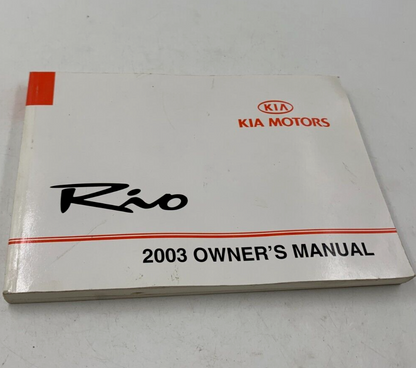 KIA
KIA MOTORS
Rio
2003 OWNER'S MANUAL